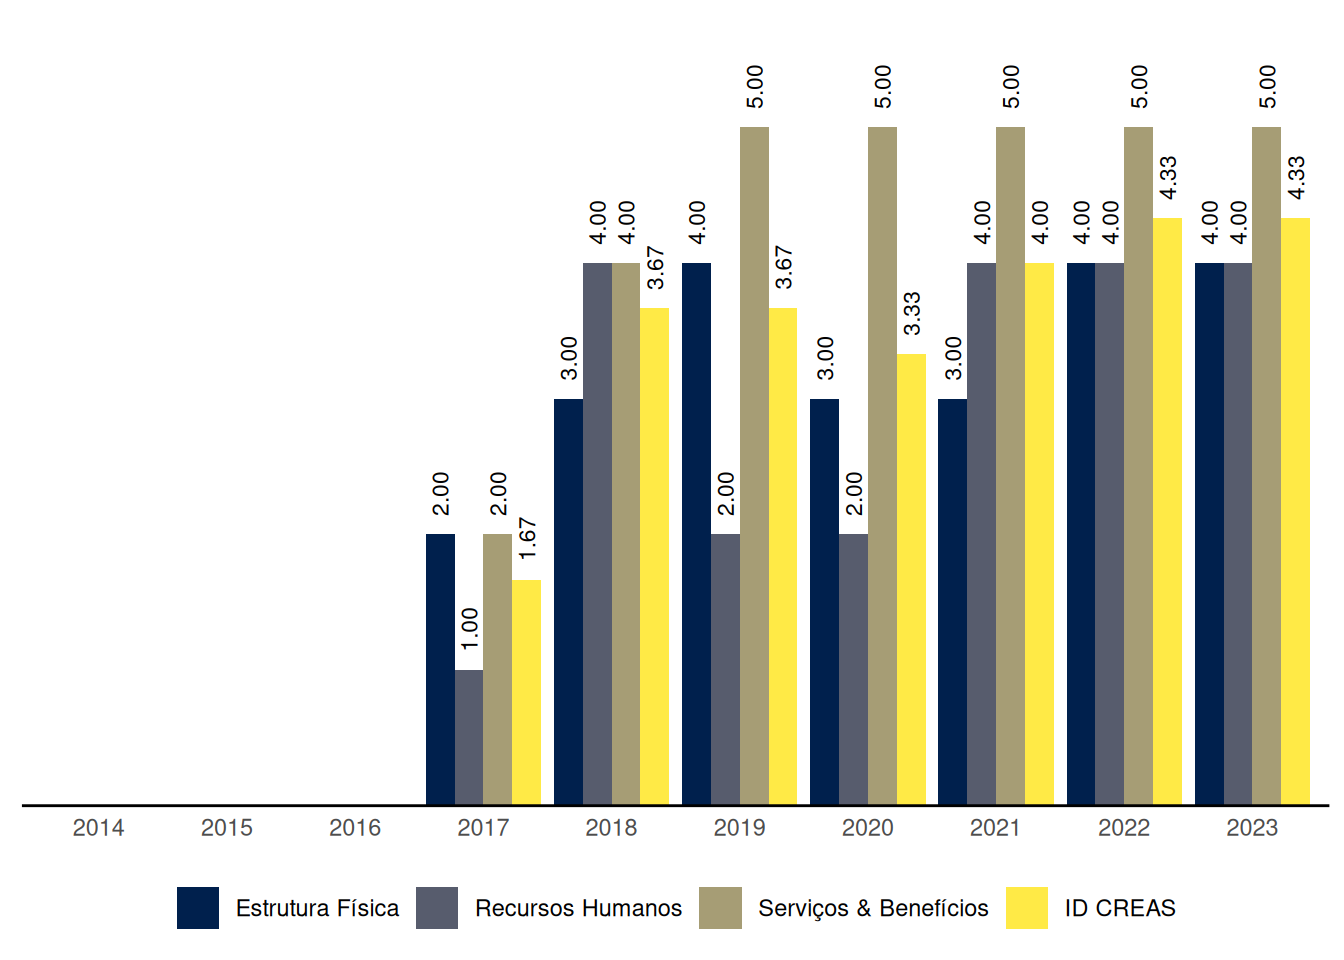 5.00 5.00 5.00 5.00 5.00
4.33 4.33
4.00 4.00 4.00 4.00 4.00 4.00 4.00 4.00 4.00
3.67 3.67
3.33
3.00 3.00 3.00
2.00 2.00 2.00 2.00
1.67
1.00
2014 2015 2016 2017 2018 2019 2020 2021 2022 2023
Estrutura Física Recursos Humanos Serviços & Benefícios ID CREAS